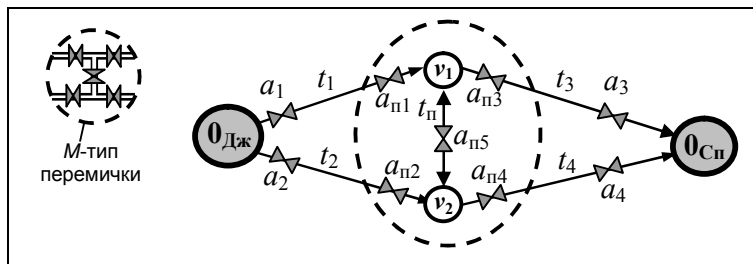 a₁ t₁ aп1 v₁ aп3 t₃ a₃
tп
0Дж aп5 0Сп
M-тип
перемички
a₂ t₂ aп2 v₂ aп4 t₄ a₄